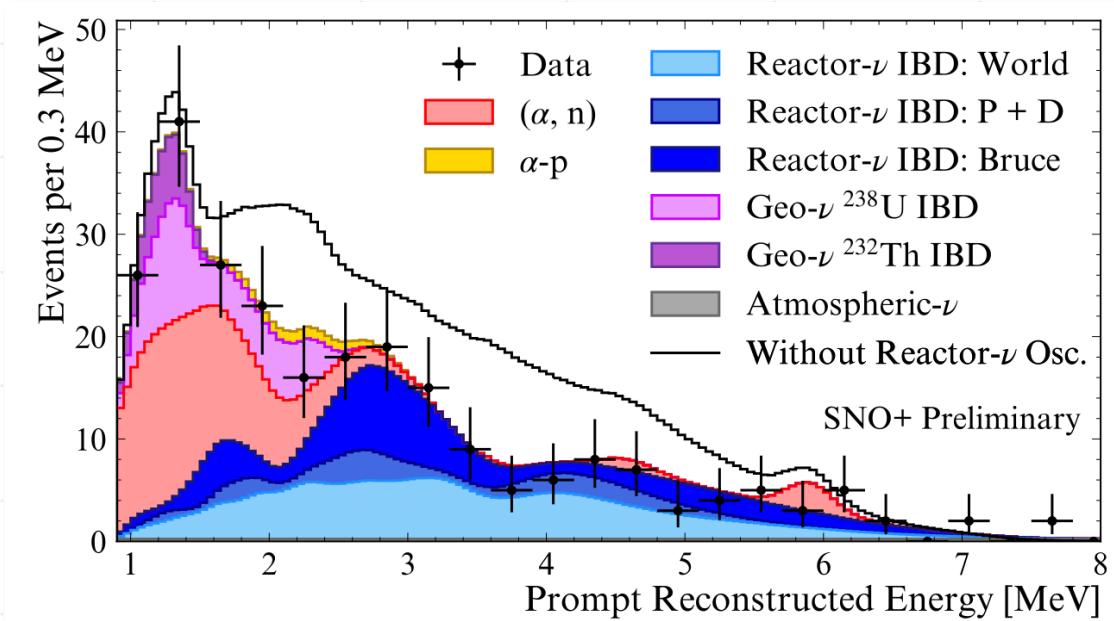 Events per 0.3 MeV
50
40
30
20
10
0
Data
(α, n)
α-p
Reactor-ν IBD: World
Reactor-ν IBD: P + D
Reactor-ν IBD: Bruce
Geo-ν ²³⁸U IBD
Geo-ν ²³²Th IBD
Atmospheric-ν
Without Reactor-ν Osc.
SNO+ Preliminary
1 2 3 4 5 6 7 8
Prompt Reconstructed Energy [MeV]